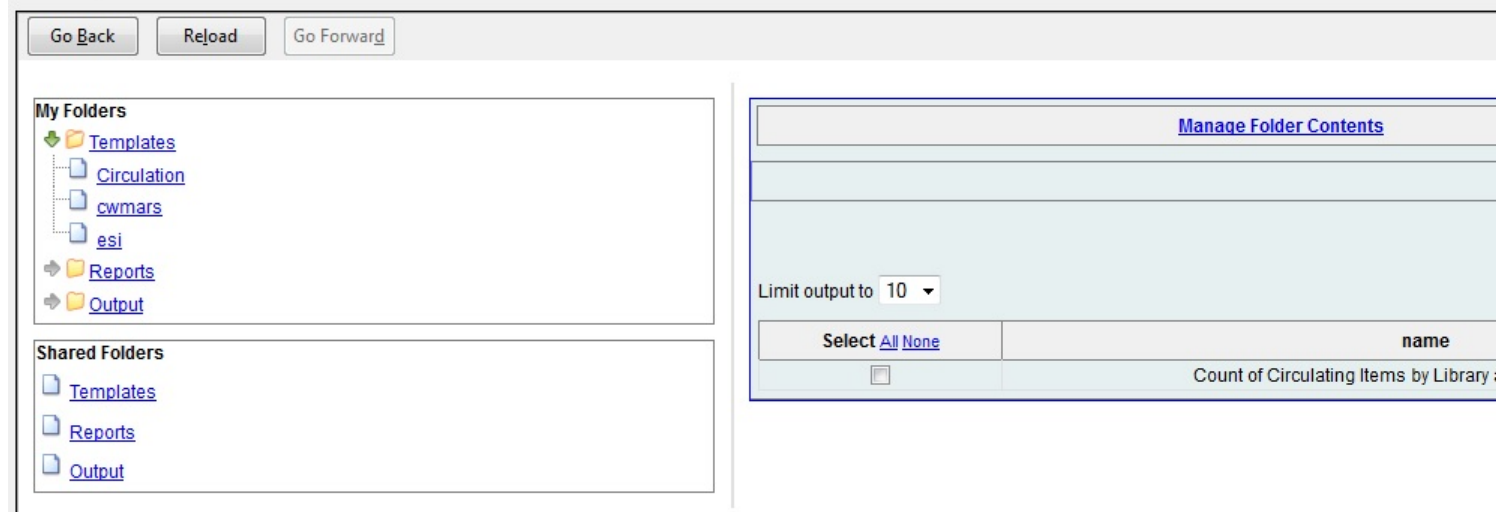 Go Back Reload Go Forward
My Folders
Templates
Circulation
cwmars
esi
Reports
Output
Shared Folders
Templates
Reports
Output
Manage Folder Contents
Limit output to 10
Select All None name
Count of Circulating Items by Library